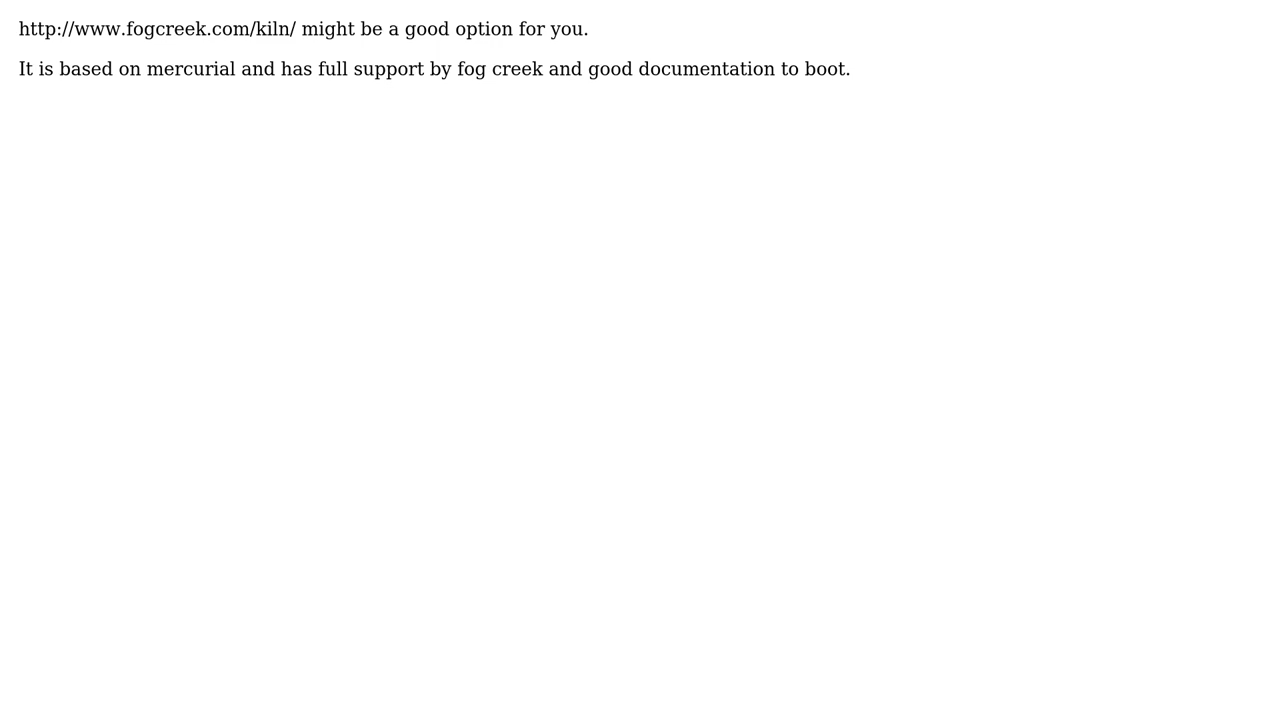 http://www.fogcreek.com/kiln/ might be a good option for you.
It is based on mercurial and has full support by fog creek and good documentation to boot.